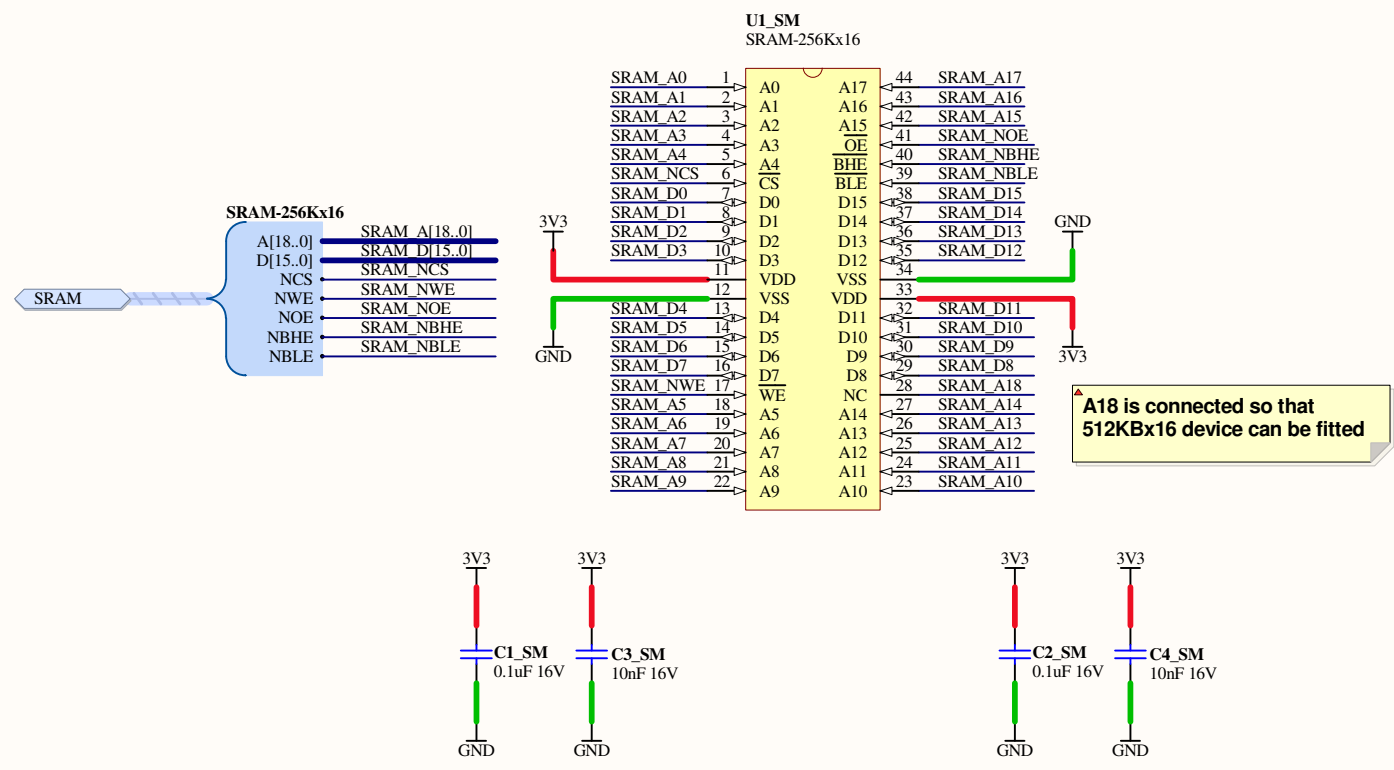 U1_SM
SRAM-256Kx16
SRAM_A0 1 A0 A17 44 SRAM_A17
SRAM_A1 2 A1 A16 43 SRAM_A16
SRAM_A2 3 A2 A15 42 SRAM_A15
SRAM_A3 4 A3 OE 41 SRAM_NOE
SRAM_A4 5 A4 BHE 40 SRAM_NBHE
SRAM_NCS 6 CS BLE 39 SRAM_NBLE
SRAM_D0 7 D0 D15 38 SRAM_D15
SRAM_D1 8 D1 D14 37 SRAM_D14
SRAM_D2 9 D2 D13 36 SRAM_D13
SRAM_D3 10 D3 D12 35 SRAM_D12
3V3 11 VDD VSS 34 GND
GND 12 VSS VDD 33 3V3
SRAM_D4 13 D4 D11 32 SRAM_D11
SRAM_D5 14 D5 D10 31 SRAM_D10
SRAM_D6 15 D6 D9 30 SRAM_D9
SRAM_D7 16 D7 D8 29 SRAM_D8
SRAM_NWE 17 WE NC 28 SRAM_A18
SRAM_A5 18 A5 A14 27 SRAM_A14
SRAM_A6 19 A6 A13 26 SRAM_A13
SRAM_A7 20 A7 A12 25 SRAM_A12
SRAM_A8 21 A8 A11 24 SRAM_A11
SRAM_A9 22 A9 A10 23 SRAM_A10
SRAM-256Kx16
A[18..0] SRAM_A[18..0]
D[15..0] SRAM_D[15..0]
NCS SRAM_NCS
SRAM NWE SRAM_NWE
NOE SRAM_NOE
NBHE SRAM_NBHE
NBLE SRAM_NBLE
A18 is connected so that
512KBx16 device can be fitted
3V3 3V3 3V3 3V3
C1_SM C3_SM C2_SM C4_SM
0.1uF 16V 10nF 16V 0.1uF 16V 10nF 16V
GND GND GND GND